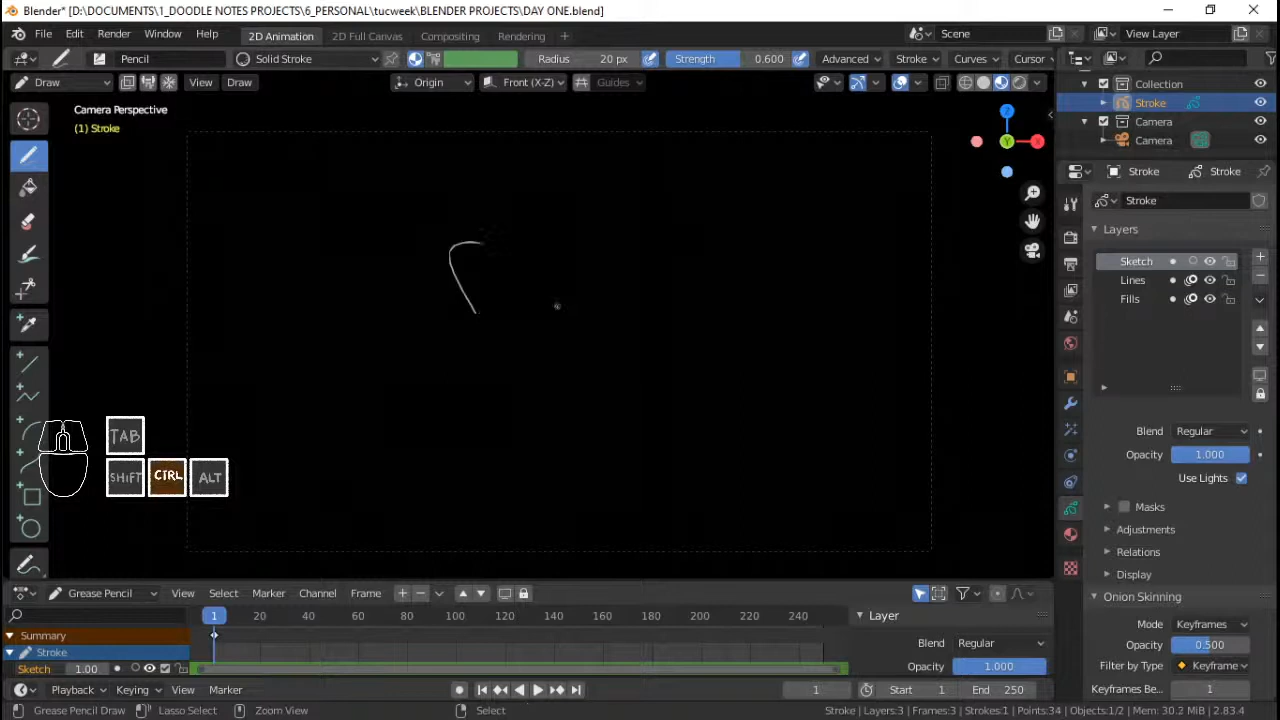 Blender* [D:\DOCUMENTS\1_DOODLE NOTES PROJECTS\6_PERSONAL\tucweek\BLENDER PROJECTS\DAY ONE.blend]
File Edit Render Window Help 2D Animation 2D Full Canvas Compositing Rendering + Scene View Layer
Pencil Solid Stroke Radius 20 px Strength 0.600 Advanced Stroke Curves Cursor
Draw View Draw Origin Front (X-Z) Guides
Collection
Stroke
Camera
Camera
Camera Perspective
(1) Stroke
Z
Y
X
Stroke Stroke
Stroke
Layers
Sketch
Lines
Fills
Blend Regular
Opacity 1.000
Use Lights
Masks
Adjustments
Relations
Display
Onion Skinning
Mode Keyframes
Opacity 0.500
Filter by Type Keyframe
Keyframes Be... 1
TAB
SHIFT CTRL ALT
Grease Pencil View Select Marker Channel Frame
1 20 40 60 80 100 120 140 160 180 200 220 240
Summary
Stroke
Sketch 1.00
Layer
Blend Regular
Opacity 1.000
Playback Keying View Marker 1 Start 1 End 250
Grease Pencil Draw Lasso Select Zoom View Select Stroke | Layers:3 | Frames:3 | Strokes:1 | Points:34 | Objects:1/2 | Mem: 30.2 MiB | 2.83.4